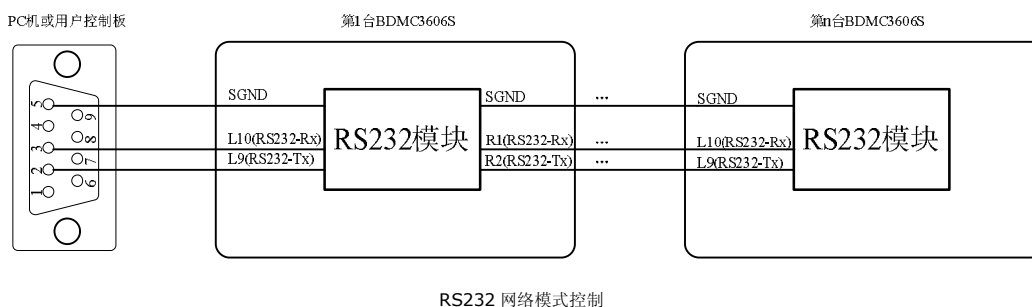 PC机或用户控制板
第1台BDMC3606S
第n台BDMC3606S
5
9
4
8
3
7
2
6
1
SGND
L10(RS232-Rx)
L9(RS232-Tx)
RS232模块
SGND
R1(RS232-Rx)
R2(RS232-Tx)
...
...
...
SGND
L10(RS232-Rx)
L9(RS232-Tx)
RS232模块
RS232 网络模式控制